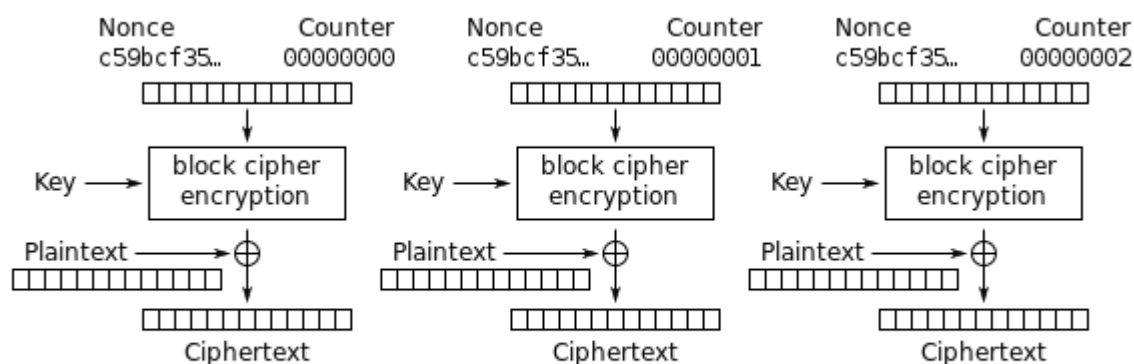 Nonce Counter Nonce Counter Nonce Counter
c59bcf35… 00000000 c59bcf35… 00000001 c59bcf35… 00000002
block cipher block cipher block cipher
Key Key Key
encryption encryption encryption
Plaintext Plaintext Plaintext
Ciphertext Ciphertext Ciphertext